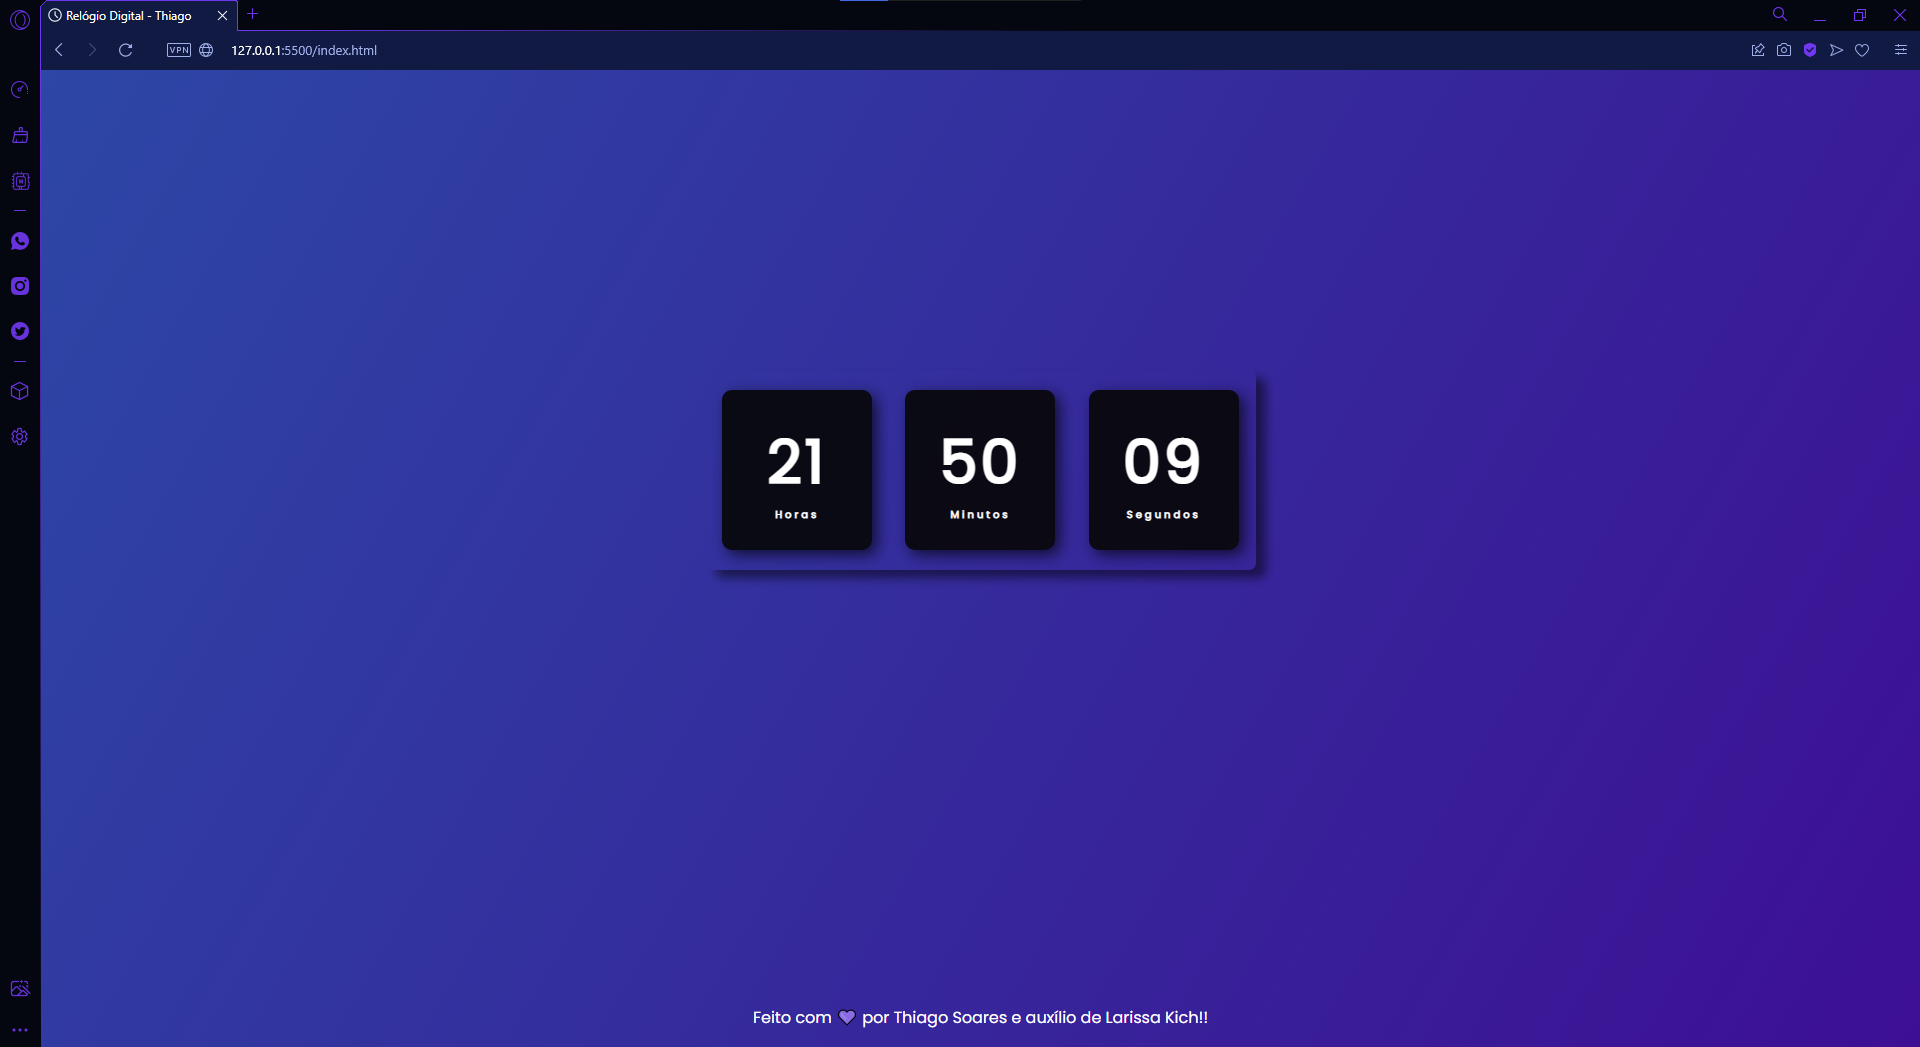 Relógio Digital - Thiago
VPN
127.0.0.1:5500/index.html
21 50 09
Horas Minutos Segundos
Feito com 💜 por Thiago Soares e auxílio de Larissa Kich!!